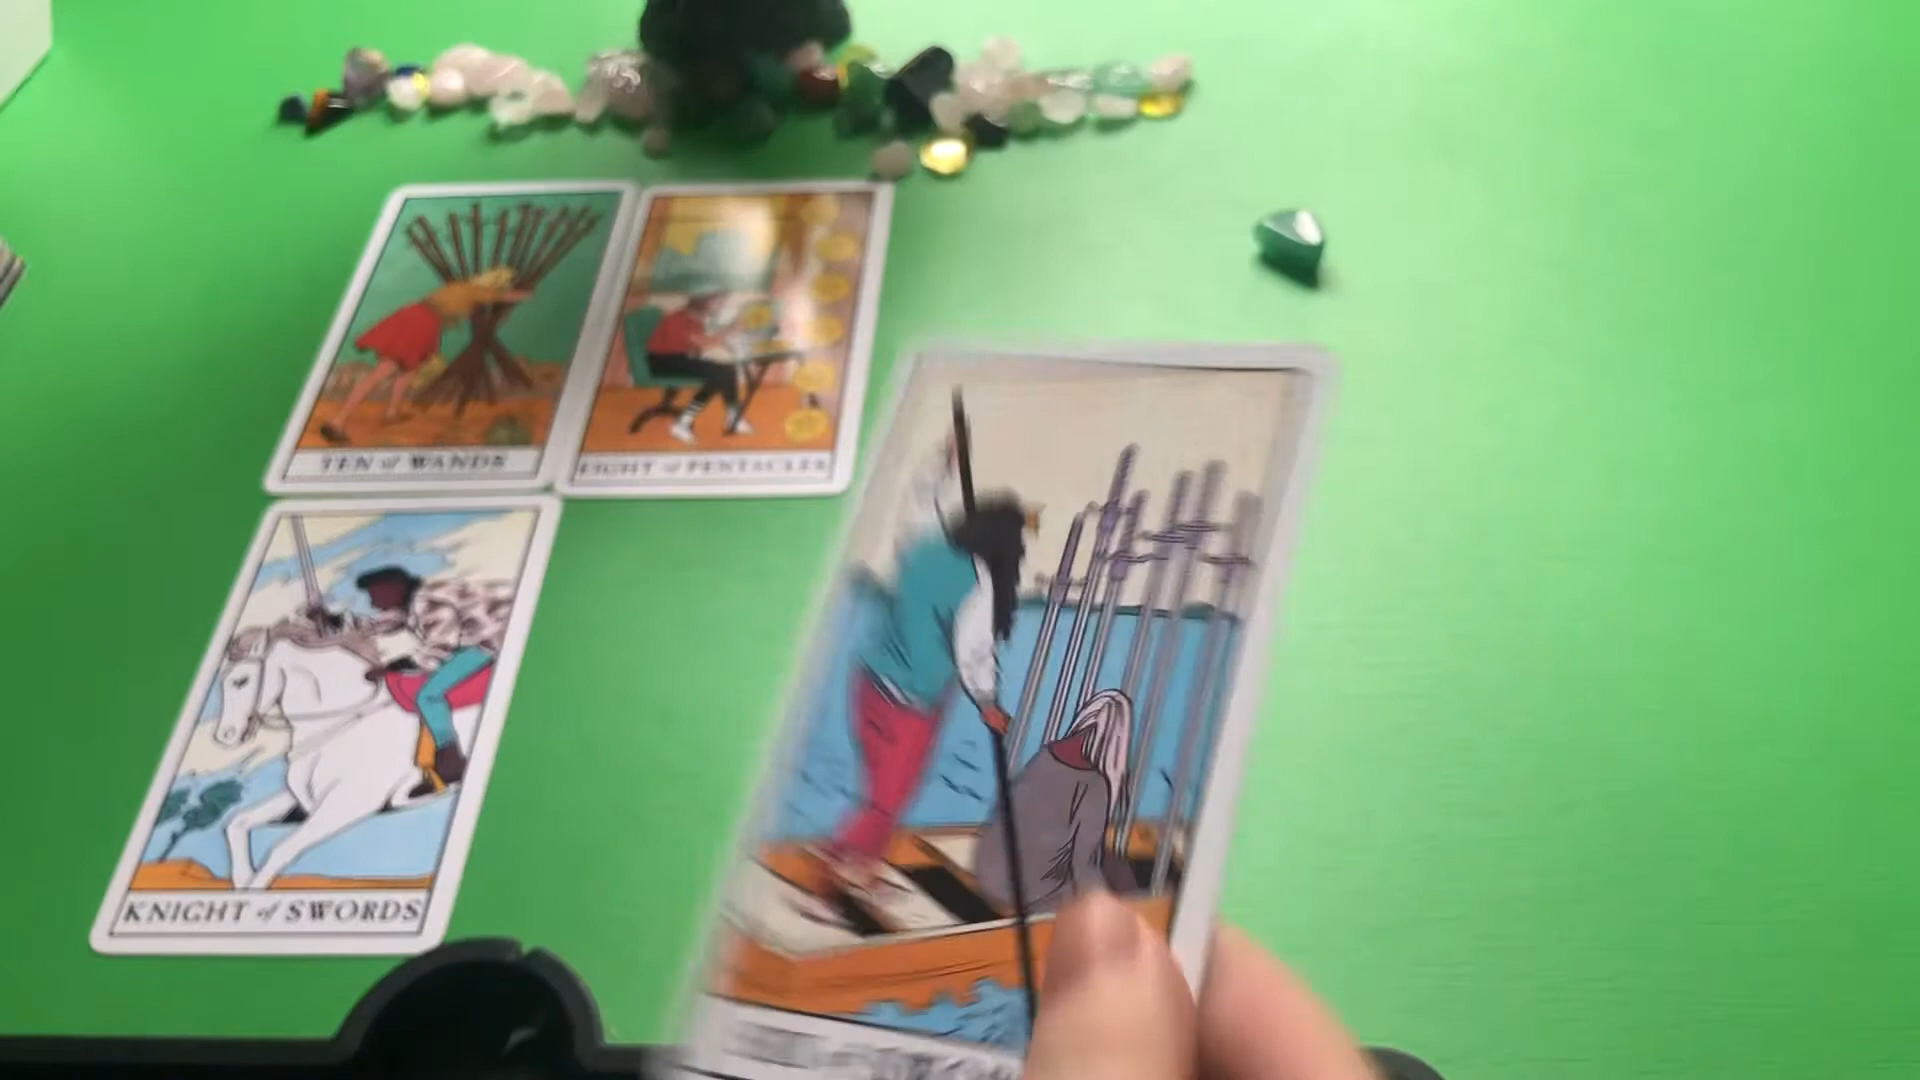 TEN of WANDS
EIGHT of PENTACLES
KNIGHT of SWORDS